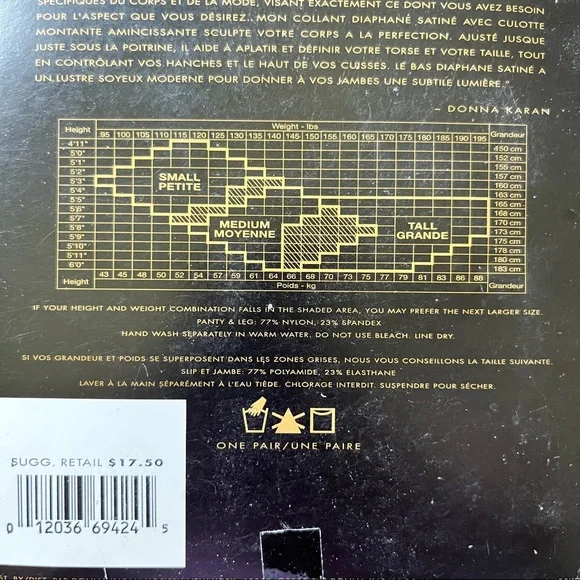 SPÉCIFIQUES DU CORPS ET DE LA MODE, VISANT EXACTEMENT CE DONT VOUS AVEZ BESOIN
POUR L'ASPECT QUE VOUS DÉSIREZ. MON COLLANT DIAPHANE SATINÉ AVEC CULOTTE
MONTANTE AMINCISSANTE SCULPTE VOTRE CORPS A LA PERFECTION. AJUSTÉ JUSQUE
JUSTE SOUS LA POITRINE, IL AIDE A APLATIR ET DÉFINIR VOTRE TORSE ET VOTRE TAILLE, TOUT
EN CONTRÔLANT VOS HANCHES ET LE HAUT DE VOS CUISSES. LE BAS DIAPHANE SATINÉ A
UN LUSTRE SOYEUX MODERNE POUR DONNER À VOS JAMBES UNE SUBTILE LUMIÈRE.
– DONNA KARAN
Height Weight - lbs Grandeur
95 100 105 110 115 120 125 130 135 140 145 150 155 160 165 170 175 180 185 190 195
4'11" 450 cm
5'0" 152 cm
5'1" 155 cm
5'2" 157 cm
5'3" 160 cm
5'4" 163 cm
5'5" 165 cm
5'6" 168 cm
5'7" 170 cm
5'8" 173 cm
5'9" 175 cm
5'10" 178 cm
5'11" 180 cm
6'0" 183 cm
SMALL
PETITE
MEDIUM
MOYENNE
TALL
GRANDE
43 45 48 50 52 54 57 59 61 64 66 68 70 73 75 77 79 81 83 86 88
Height Poids - kg Grandeur
IF YOUR HEIGHT AND WEIGHT COMBINATION FALLS IN THE SHADED AREA, YOU MAY PREFER THE NEXT LARGER SIZE.
PANTY & LEG: 77% NYLON, 23% SPANDEX
HAND WASH SEPARATELY IN WARM WATER. DO NOT USE BLEACH. LINE DRY.
SI VOS GRANDEUR ET POIDS SE SUPERPOSENT DANS LES ZONES GRISES, NOUS VOUS CONSEILLONS LA TAILLE SUIVANTE.
SLIP ET JAMBE: 77% POLYAMIDE, 23% ELASTHANE
LAVER À LA MAIN SÉPARÉMENT À L'EAU TIÈDE. CHLORAGE INTERDIT. SUSPENDRE POUR SÉCHER.
ONE PAIR/UNE PAIRE
SUGG. RETAIL $17.50
0 12036 69424 5